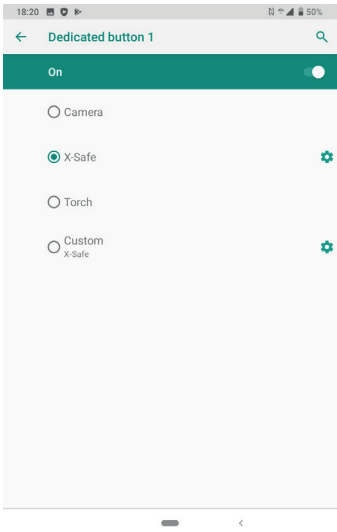 18:20 50%
Dedicated button 1
On
Camera
X-Safe
Torch
Custom
X-Safe